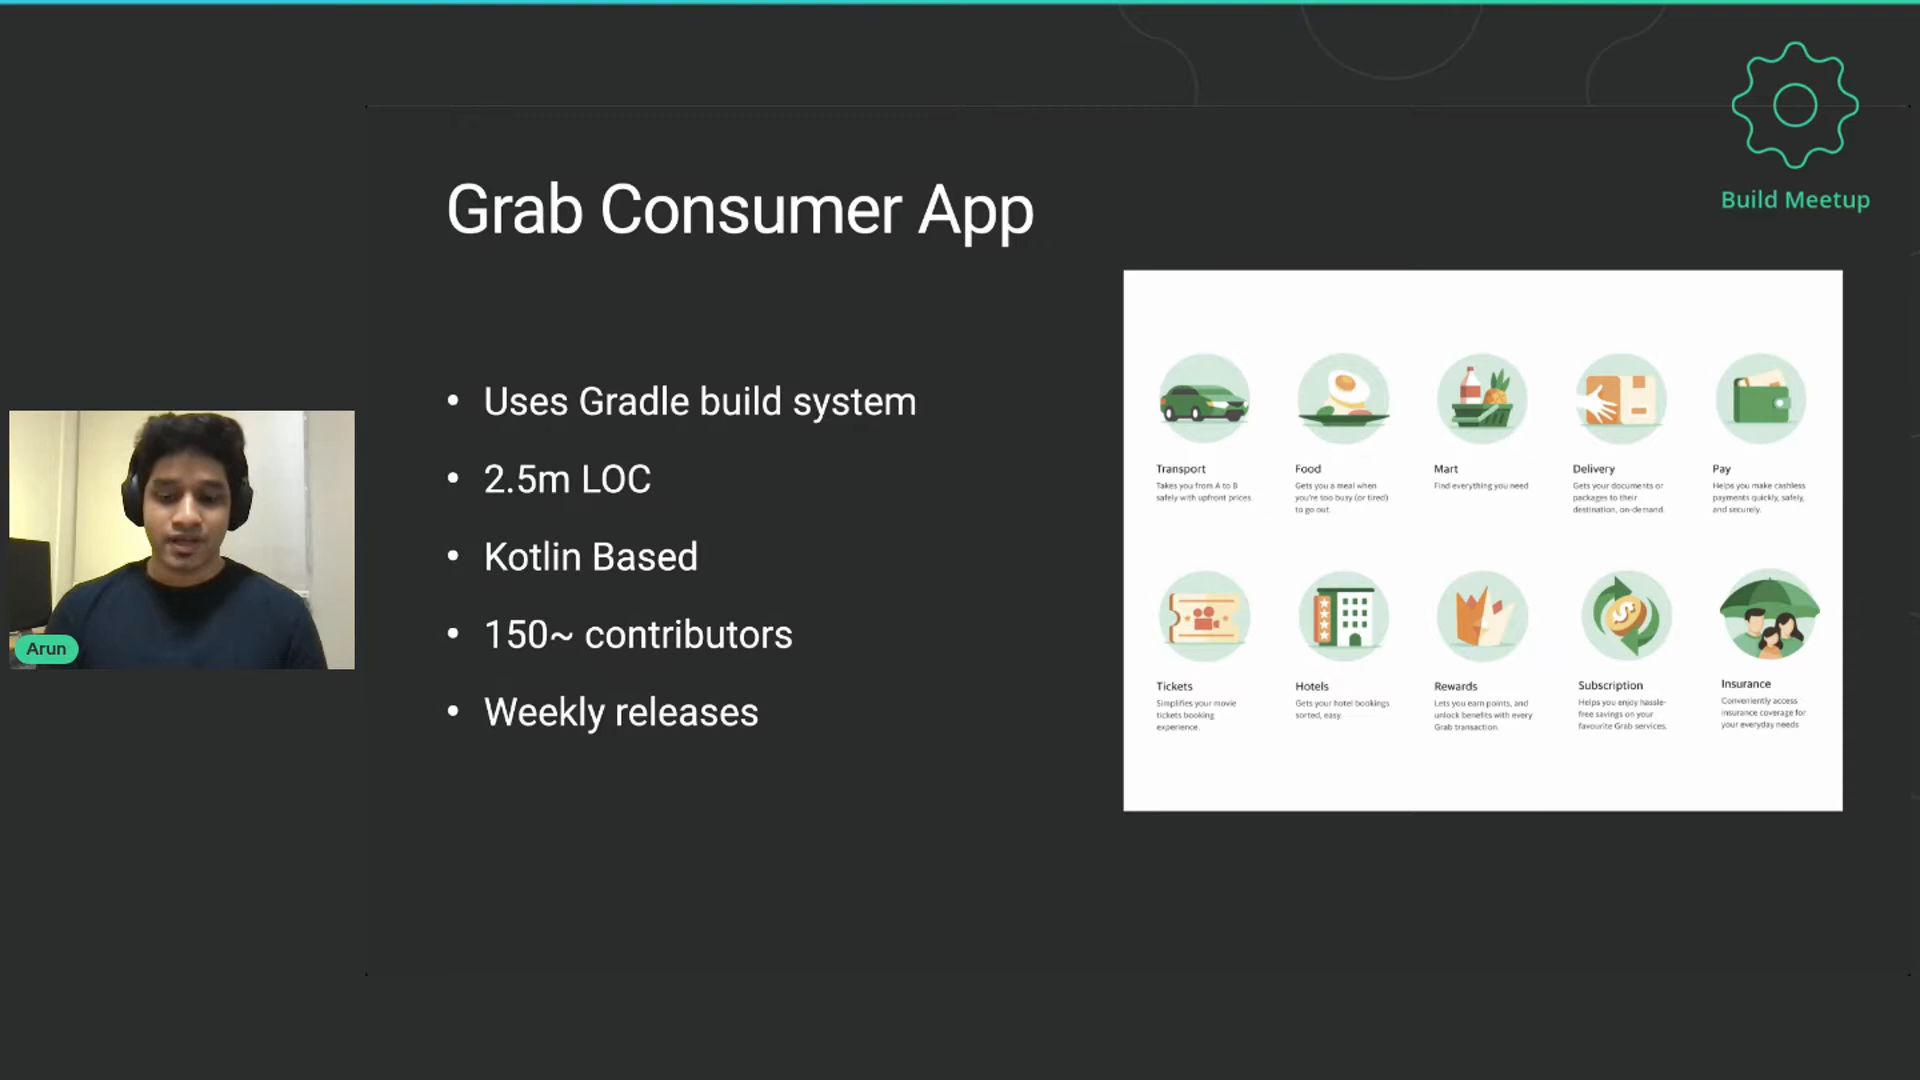 Build Meetup
Grab Consumer App
• Uses Gradle build system
• 2.5m LOC
• Kotlin Based
• 150~ contributors
• Weekly releases
Arun
Transport
Takes you from A to B
safely with upfront prices.
Food
Gets you a meal when
you're too busy (or tired)
to go out.
Mart
Find everything you need
Delivery
Gets your documents or
packages to their
destination, on-demand.
Pay
Helps you make cashless
payments quickly, safely,
and securely.
Tickets
Simplifies your movie
tickets booking
experience.
Hotels
Gets your hotel bookings
sorted, easy.
Rewards
Lets you earn points, and
unlock benefits with every
Grab transaction.
Subscription
Helps you enjoy hassle-
free savings on your
favourite Grab services.
Insurance
Conveniently access
insurance coverage for
your everyday needs